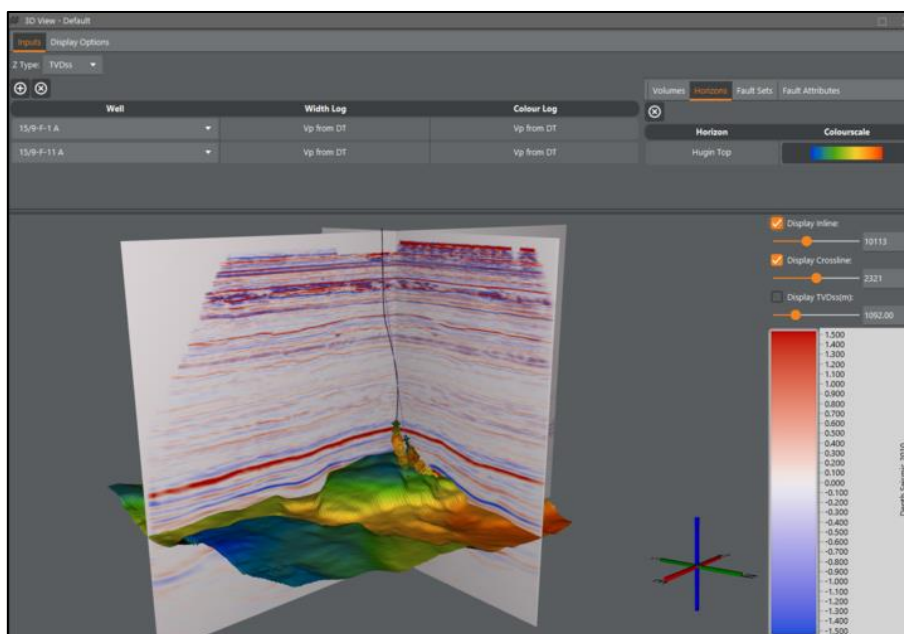 3D View - Default
Inputs Display Options
Z Type: TVDss
Well Width Log Colour Log
15/9-F-1 A Vp from DT Vp from DT
15/9-F-11 A Vp from DT Vp from DT
Volumes Horizons Fault Sets Fault Attributes
Horizon Colourscale
Hugin Top
Display Inline:
10113
Display Crossline:
2321
Display TVDss(m):
1092.00
1.500
1.400
1.300
1.200
1.100
1.000
0.900
0.800
0.700
0.600
0.500
0.400
0.300
0.200
0.100
0.000
-0.100
-0.200
-0.300
-0.400
-0.500
-0.600
-0.700
-0.800
-0.900
-1.000
-1.100
-1.200
-1.300
-1.400
-1.500
Depth Seismic 2010